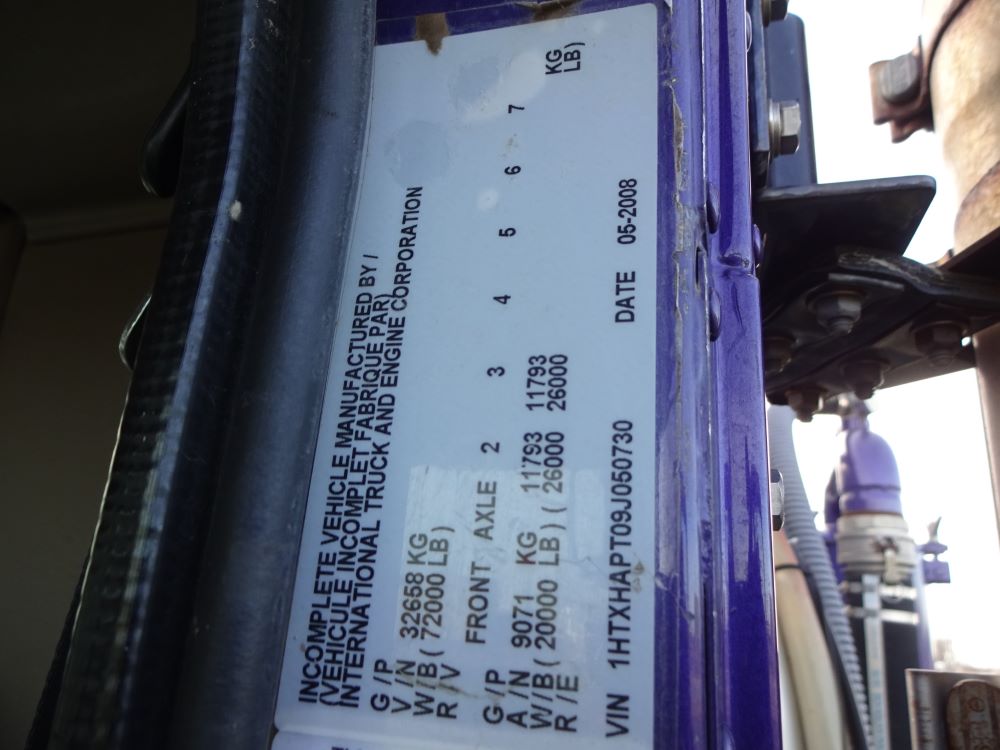 INCOMPLETE VEHICLE MANUFACTURED BY /
(VEHICULE INCOMPLET FABRIQUE PAR)
INTERNATIONAL TRUCK AND ENGINE CORPORATION
G / P
V / N 32658 KG
W/B ( 72000 LB )
R / V
FRONT AXLE 2 3 4 5 6 7
G / P
A / N 9071 KG 11793 11793 KG
W/B ( 20000 LB ) ( 26000 26000 LB )
R / E
VIN 1HTXHAPT09J050730 DATE 05-2008